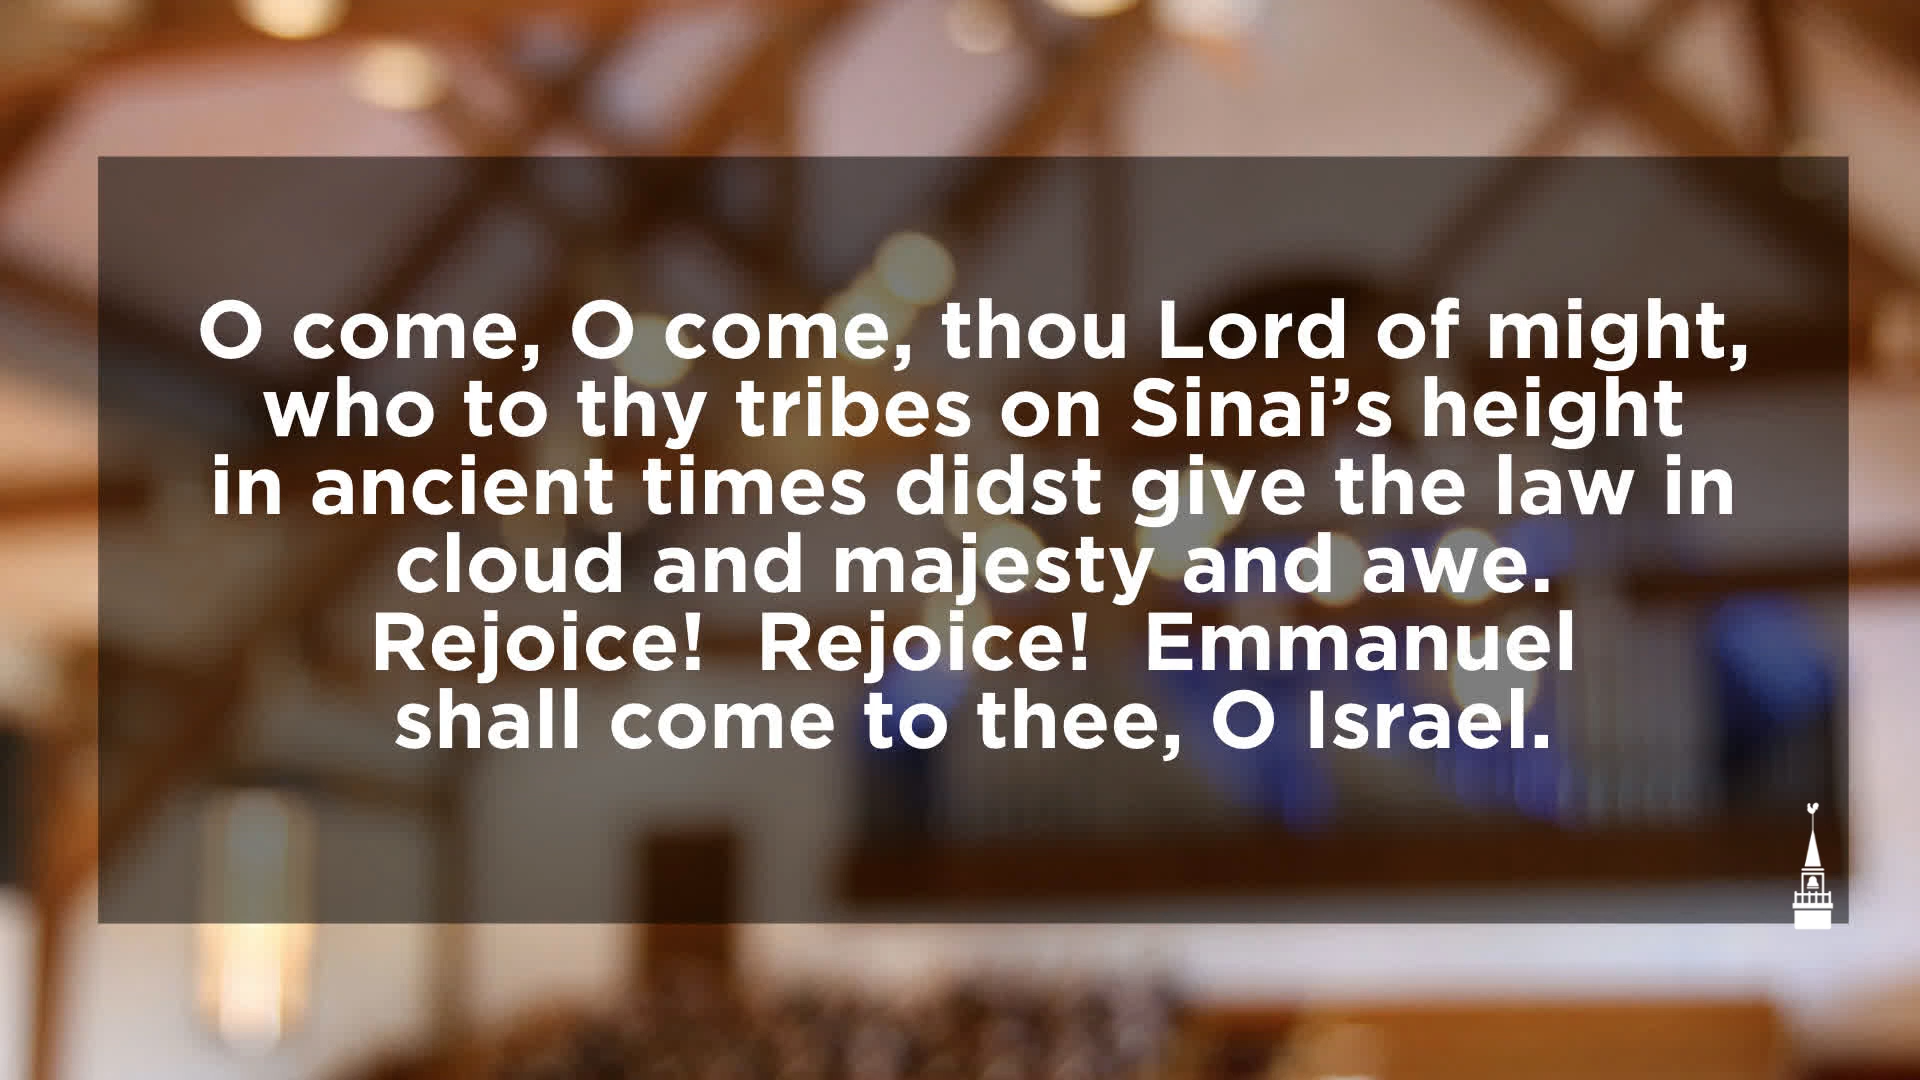 O come, O come, thou Lord of might,
who to thy tribes on Sinai’s height
in ancient times didst give the law in
cloud and majesty and awe.
Rejoice!  Rejoice!  Emmanuel
shall come to thee, O Israel.